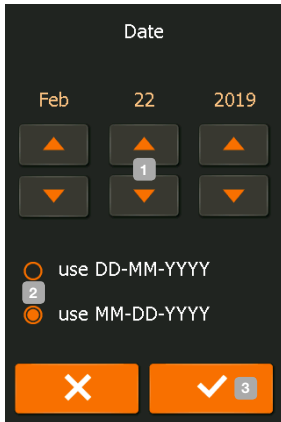 Date
Feb 22 2019
1
use DD-MM-YYYY
2
use MM-DD-YYYY
3